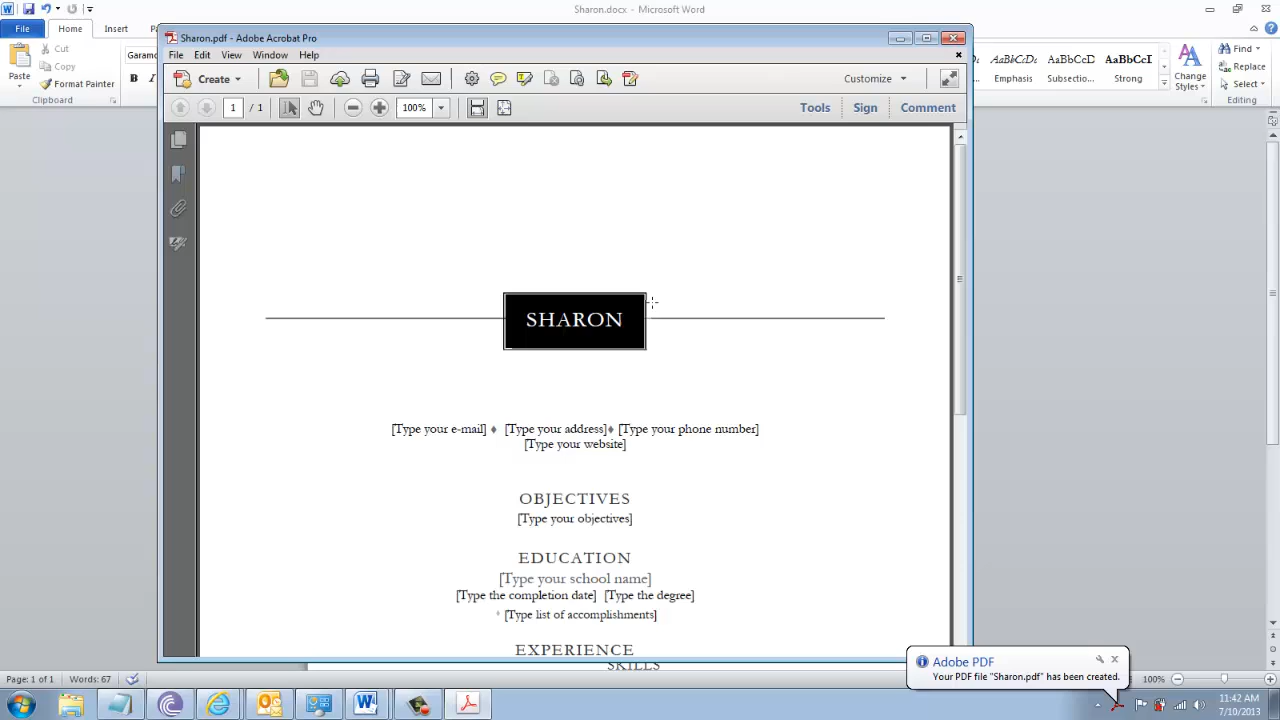 Sharon.docx - Microsoft Word
File Home Insert
Paste
Cut
Copy
Format Painter
Clipboard
Garamo
B I
AaBbCcDc AaBbCcD AaBbCcI
Emphasis Subsectio... Strong
Change Styles
Find
Replace
Select
Editing
Sharon.pdf - Adobe Acrobat Pro
File Edit View Window Help
Create
Customize
1 / 1
100%
Tools Sign Comment
SHARON
[Type your e-mail] ♦ [Type your address]♦ [Type your phone number]
[Type your website]
OBJECTIVES
[Type your objectives]
EDUCATION
[Type your school name]
[Type the completion date] [Type the degree]
[Type list of accomplishments]
EXPERIENCE
SKILLS
Adobe PDF
Your PDF file "Sharon.pdf" has been created.
Page: 1 of 1 Words: 67
100%
11:42 AM
7/10/2013